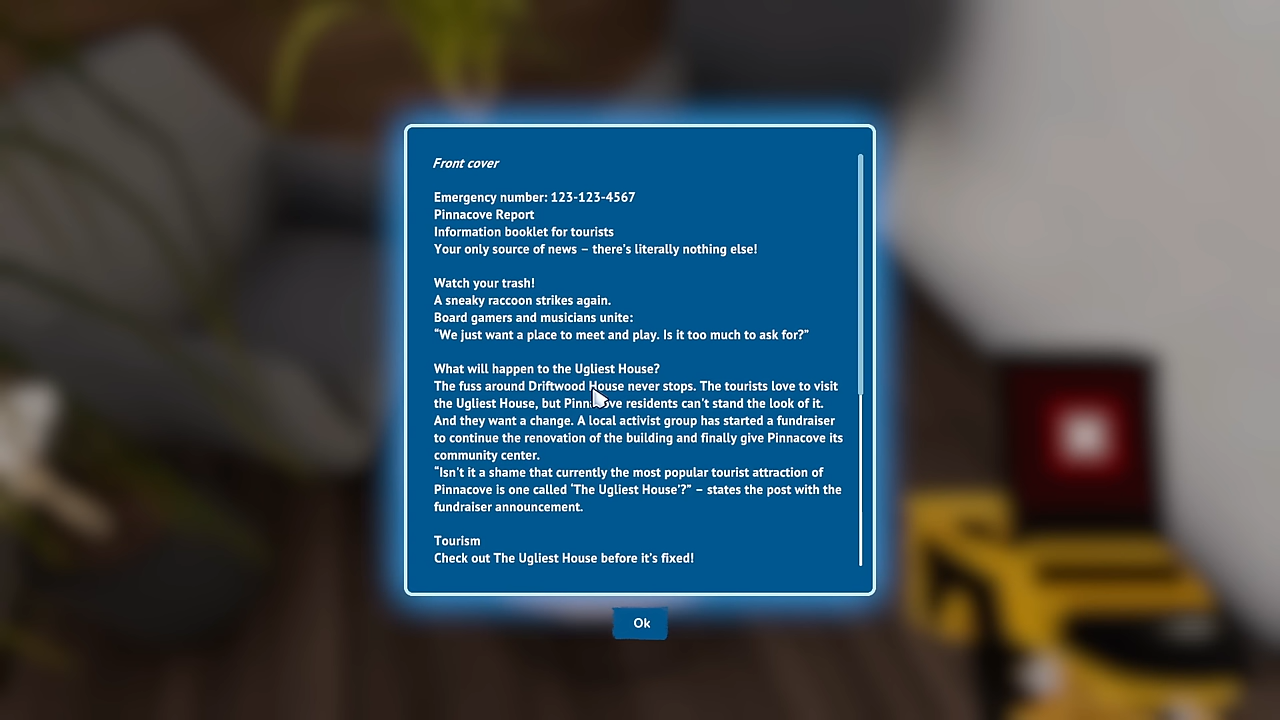 Front cover
Emergency number: 123-123-4567
Pinnacove Report
Information booklet for tourists
Your only source of news – there's literally nothing else!
Watch your trash!
A sneaky raccoon strikes again.
Board gamers and musicians unite:
“We just want a place to meet and play. Is it too much to ask for?”
What will happen to the Ugliest House?
The fuss around Driftwood House never stops. The tourists love to visit
the Ugliest House, but Pinnacove residents can't stand the look of it.
And they want a change. A local activist group has started a fundraiser
to continue the renovation of the building and finally give Pinnacove its
community center.
“Isn't it a shame that currently the most popular tourist attraction of
Pinnacove is one called ‘The Ugliest House’?” – states the post with the
fundraiser announcement.
Tourism
Check out The Ugliest House before it's fixed!
Ok